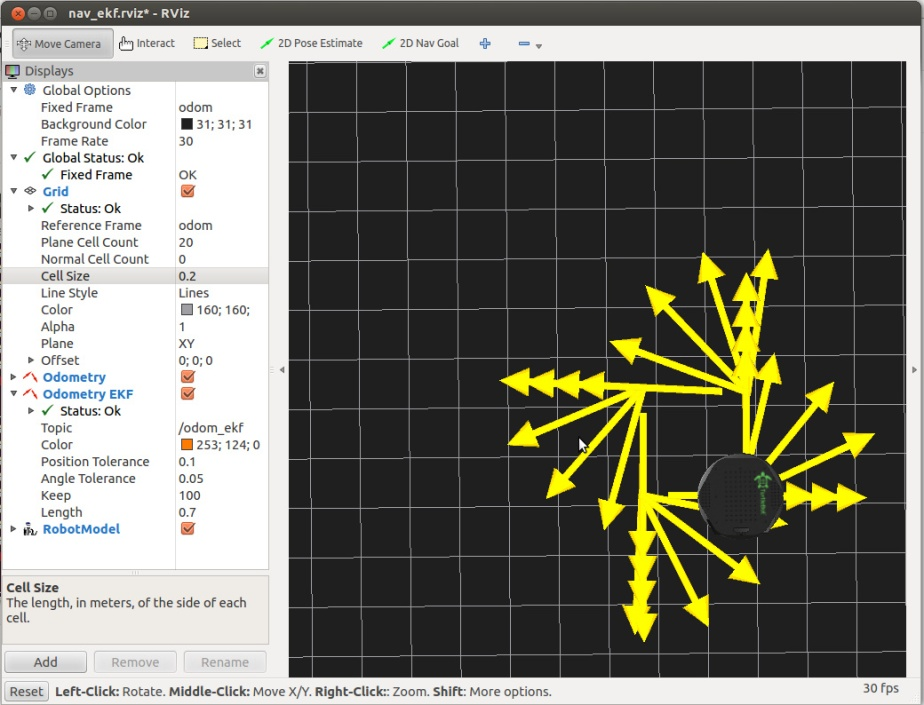 nav_ekf.rviz* - RViz
Move Camera Interact Select 2D Pose Estimate 2D Nav Goal
Displays
Global Options
Fixed Frame odom
Background Color 31; 31; 31
Frame Rate 30
Global Status: Ok
Fixed Frame OK
Grid
Status: Ok
Reference Frame odom
Plane Cell Count 20
Normal Cell Count 0
Cell Size 0.2
Line Style Lines
Color 160; 160;
Alpha 1
Plane XY
Offset 0; 0; 0
Odometry
Odometry EKF
Status: Ok
Topic /odom_ekf
Color 253; 124; 0
Position Tolerance 0.1
Angle Tolerance 0.05
Keep 100
Length 0.7
RobotModel
Cell Size
The length, in meters, of the side of each
cell.
Add Remove Rename
Reset Left-Click: Rotate. Middle-Click: Move X/Y. Right-Click:: Zoom. Shift: More options. 30 fps